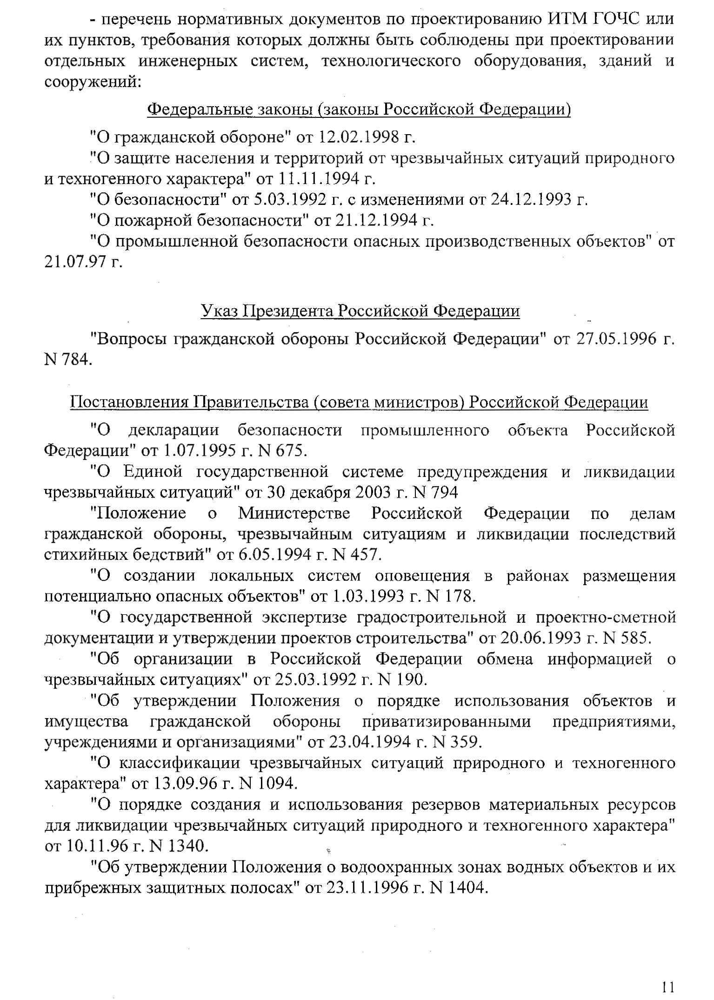 - перечень нормативных документов по проектированию ИТМ ГОЧС или
их пунктов, требования которых должны быть соблюдены при проектировании
отдельных инженерных систем, технологического оборудования, зданий и
сооружений:
Федеральные законы (законы Российской Федерации)
"О гражданской обороне" от 12.02.1998 г.
"О защите населения и территорий от чрезвычайных ситуаций природного
и техногенного характера" от 11.11.1994 г.
"О безопасности" от 5.03.1992 г. с изменениями от 24.12.1993 г.
"О пожарной безопасности" от 21.12.1994 г.
"О промышленной безопасности опасных производственных объектов" от
21.07.97 г.
Указ Президента Российской Федерации
"Вопросы гражданской обороны Российской Федерации" от 27.05.1996 г.
N 784.
Постановления Правительства (совета министров) Российской Федерации
"О декларации безопасности промышленного объекта Российской
Федерации" от 1.07.1995 г. N 675.
"О Единой государственной системе предупреждения и ликвидации
чрезвычайных ситуаций" от 30 декабря 2003 г. N 794
"Положение о Министерстве Российской Федерации по делам
гражданской обороны, чрезвычайным ситуациям и ликвидации последствий
стихийных бедствий" от 6.05.1994 г. N 457.
"О создании локальных систем оповещения в районах размещения
потенциально опасных объектов" от 1.03.1993 г. N 178.
"О государственной экспертизе градостроительной и проектно-сметной
документации и утверждении проектов строительства" от 20.06.1993 г. N 585.
"Об организации в Российской Федерации обмена информацией о
чрезвычайных ситуациях" от 25.03.1992 г. N 190.
"Об утверждении Положения о порядке использования объектов и
имущества гражданской обороны приватизированными предприятиями,
учреждениями и организациями" от 23.04.1994 г. N 359.
"О классификации чрезвычайных ситуаций природного и техногенного
характера" от 13.09.96 г. N 1094.
"О порядке создания и использования резервов материальных ресурсов
для ликвидации чрезвычайных ситуаций природного и техногенного характера"
от 10.11.96 г. N 1340.
"Об утверждении Положения о водоохранных зонах водных объектов и их
прибрежных защитных полосах" от 23.11.1996 г. N 1404.
11